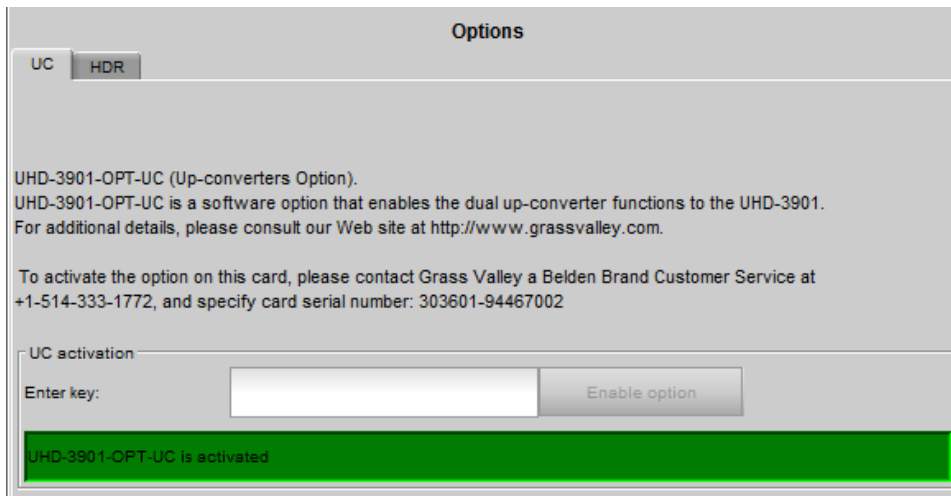 Options
UC
HDR
UHD-3901-OPT-UC (Up-converters Option).
UHD-3901-OPT-UC is a software option that enables the dual up-converter functions to the UHD-3901.
For additional details, please consult our Web site at http://www.grassvalley.com.
To activate the option on this card, please contact Grass Valley a Belden Brand Customer Service at
+1-514-333-1772, and specify card serial number: 303601-94467002
UC activation
Enter key:
Enable option
UHD-3901-OPT-UC is activated